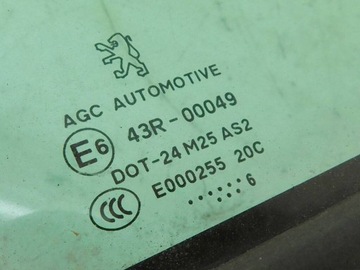 AGC AUTOMOTIVE
E6 43R-00049
DOT-24 M25 AS2
CCC E000255 20C
6